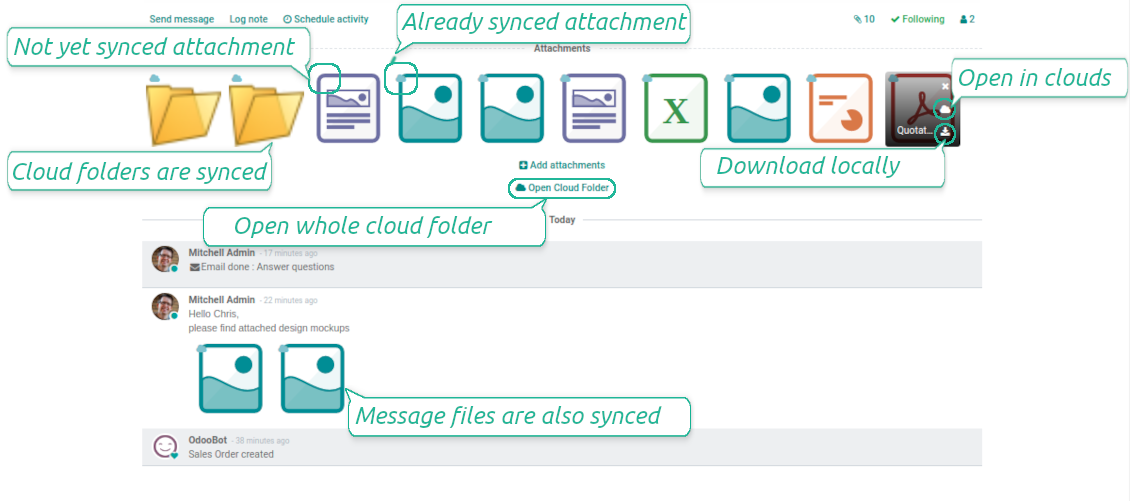 Send message Log note Schedule activity Already synced attachment 10 Following 2
Not yet synced attachment
Attachments
Open in clouds
X
Quotat...
Cloud folders are synced
Add attachments
Download locally
Open Cloud Folder
Open whole cloud folder
Today
Mitchell Admin - 17 minutes ago
Email done : Answer questions
Mitchell Admin - 22 minutes ago
Hello Chris,
please find attached design mockups
Message files are also synced
OdooBot - 38 minutes ago
Sales Order created